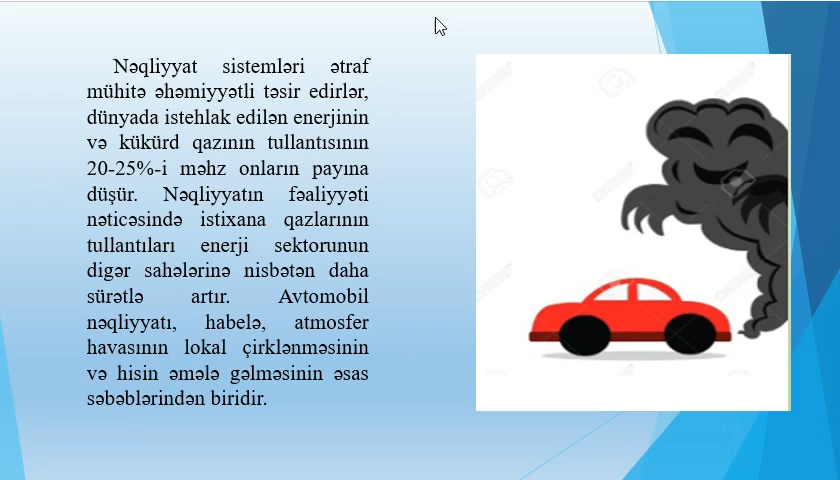 Nəqliyyat sistemləri ətraf
mühitə əhəmiyyətli təsir edirlər,
dünyada istehlak edilən enerjinin
və kükürd qazının tullantısının
20-25%-i məhz onların payına
düşür. Nəqliyyatın fəaliyyəti
nəticəsində istixana qazlarının
tullantıları enerji sektorunun
digər sahələrinə nisbətən daha
sürətlə artır. Avtomobil
nəqliyyatı, habelə, atmosfer
havasının lokal çirklənməsinin
və hisin əmələ gəlməsinin əsas
səbəblərindən biridir.